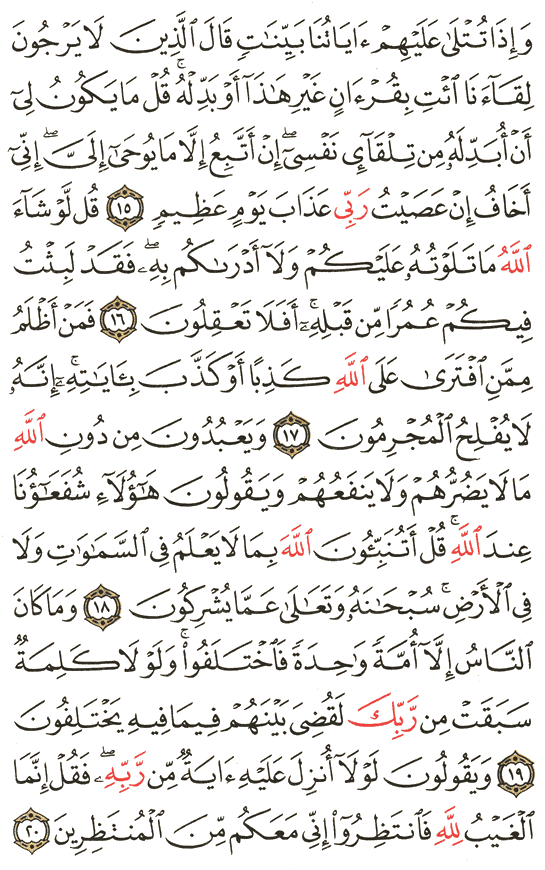 وَإِذَا تُتْلَىٰ عَلَيْهِمْ ءَايَاتُنَا بَيِّنَٰتٍ قَالَ ٱلَّذِينَ لَا يَرْجُونَ
لِقَآءَنَا ٱئْتِ بِقُرْءَانٍ غَيْرِ هَٰذَآ أَوْ بَدِّلْهُ ۚ قُلْ مَا يَكُونُ لِىٓ
أَنْ أُبَدِّلَهُۥ مِن تِلْقَآئِ نَفْسِىٓ ۖ إِنْ أَتَّبِعُ إِلَّا مَا يُوحَىٰٓ إِلَىَّ ۖ إِنِّىٓ
أَخَافُ إِنْ عَصَيْتُ رَبِّى عَذَابَ يَوْمٍ عَظِيمٍ ١٥ قُل لَّوْ شَآءَ
ٱللَّهُ مَا تَلَوْتُهُۥ عَلَيْكُمْ وَلَآ أَدْرَىٰكُم بِهِۦ ۖ فَقَدْ لَبِثْتُ
فِيكُمْ عُمُرًا مِّن قَبْلِهِۦٓ ۚ أَفَلَا تَعْقِلُونَ ١٦ فَمَنْ أَظْلَمُ
مِمَّنِ ٱفْتَرَىٰ عَلَى ٱللَّهِ كَذِبًا أَوْ كَذَّبَ بِـَٔايَٰتِهِۦٓ ۚ إِنَّهُۥ
لَا يُفْلِحُ ٱلْمُجْرِمُونَ ١٧ وَيَعْبُدُونَ مِن دُونِ ٱللَّهِ
مَا لَا يَضُرُّهُمْ وَلَا يَنفَعُهُمْ وَيَقُولُونَ هَٰٓؤُلَآءِ شُفَعَٰٓؤُنَا
عِندَ ٱللَّهِ ۚ قُلْ أَتُنَبِّـُٔونَ ٱللَّهَ بِمَا لَا يَعْلَمُ فِى ٱلسَّمَٰوَٰتِ وَلَا
فِى ٱلْأَرْضِ ۚ سُبْحَٰنَهُۥ وَتَعَٰلَىٰ عَمَّا يُشْرِكُونَ ١٨ وَمَا كَانَ
ٱلنَّاسُ إِلَّآ أُمَّةً وَٰحِدَةً فَٱخْتَلَفُوا۟ ۚ وَلَوْلَا كَلِمَةٌ
سَبَقَتْ مِن رَّبِّكَ لَقُضِىَ بَيْنَهُمْ فِيمَا فِيهِ يَخْتَلِفُونَ
١٩ وَيَقُولُونَ لَوْلَآ أُنزِلَ عَلَيْهِ ءَايَةٌ مِّن رَّبِّهِۦ ۖ فَقُلْ إِنَّمَا
ٱلْغَيْبُ لِلَّهِ فَٱنتَظِرُوٓا۟ إِنِّى مَعَكُم مِّنَ ٱلْمُنتَظِرِينَ ٢٠